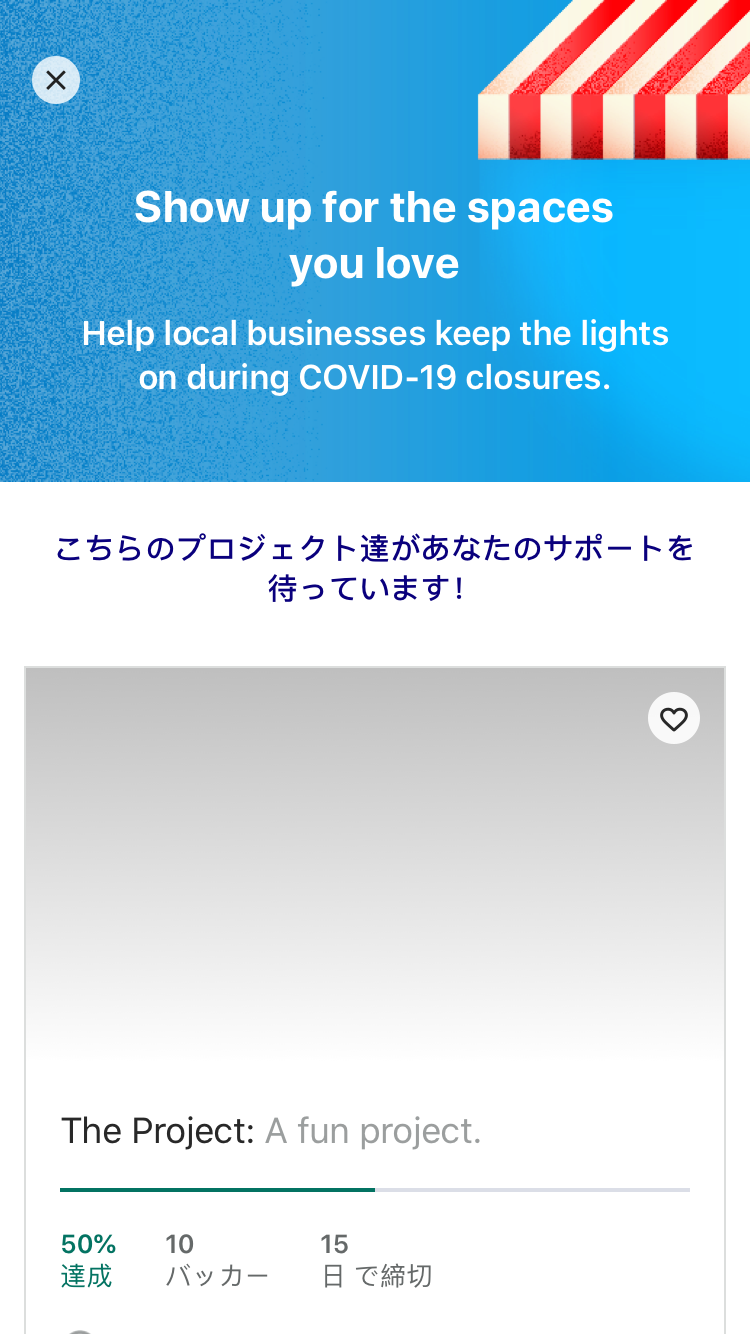 Show up for the spaces
you love
Help local businesses keep the lights
on during COVID-19 closures.
こちらのプロジェクト達があなたのサポートを
待っています!
The Project: A fun project.
50% 10 15
達成 バッカー 日 で締切